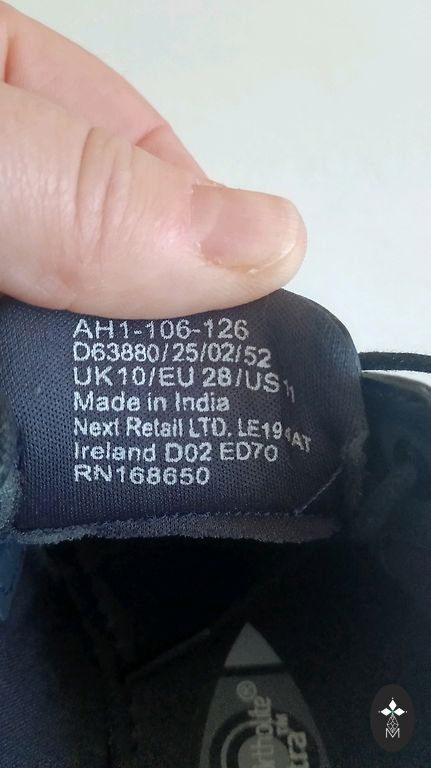 AH1-106-126
D63880/25/02/52
UK10/EU 28/US 11
Made in India
Next Retail LTD. LE194AT
Ireland D02 ED70
RN168650